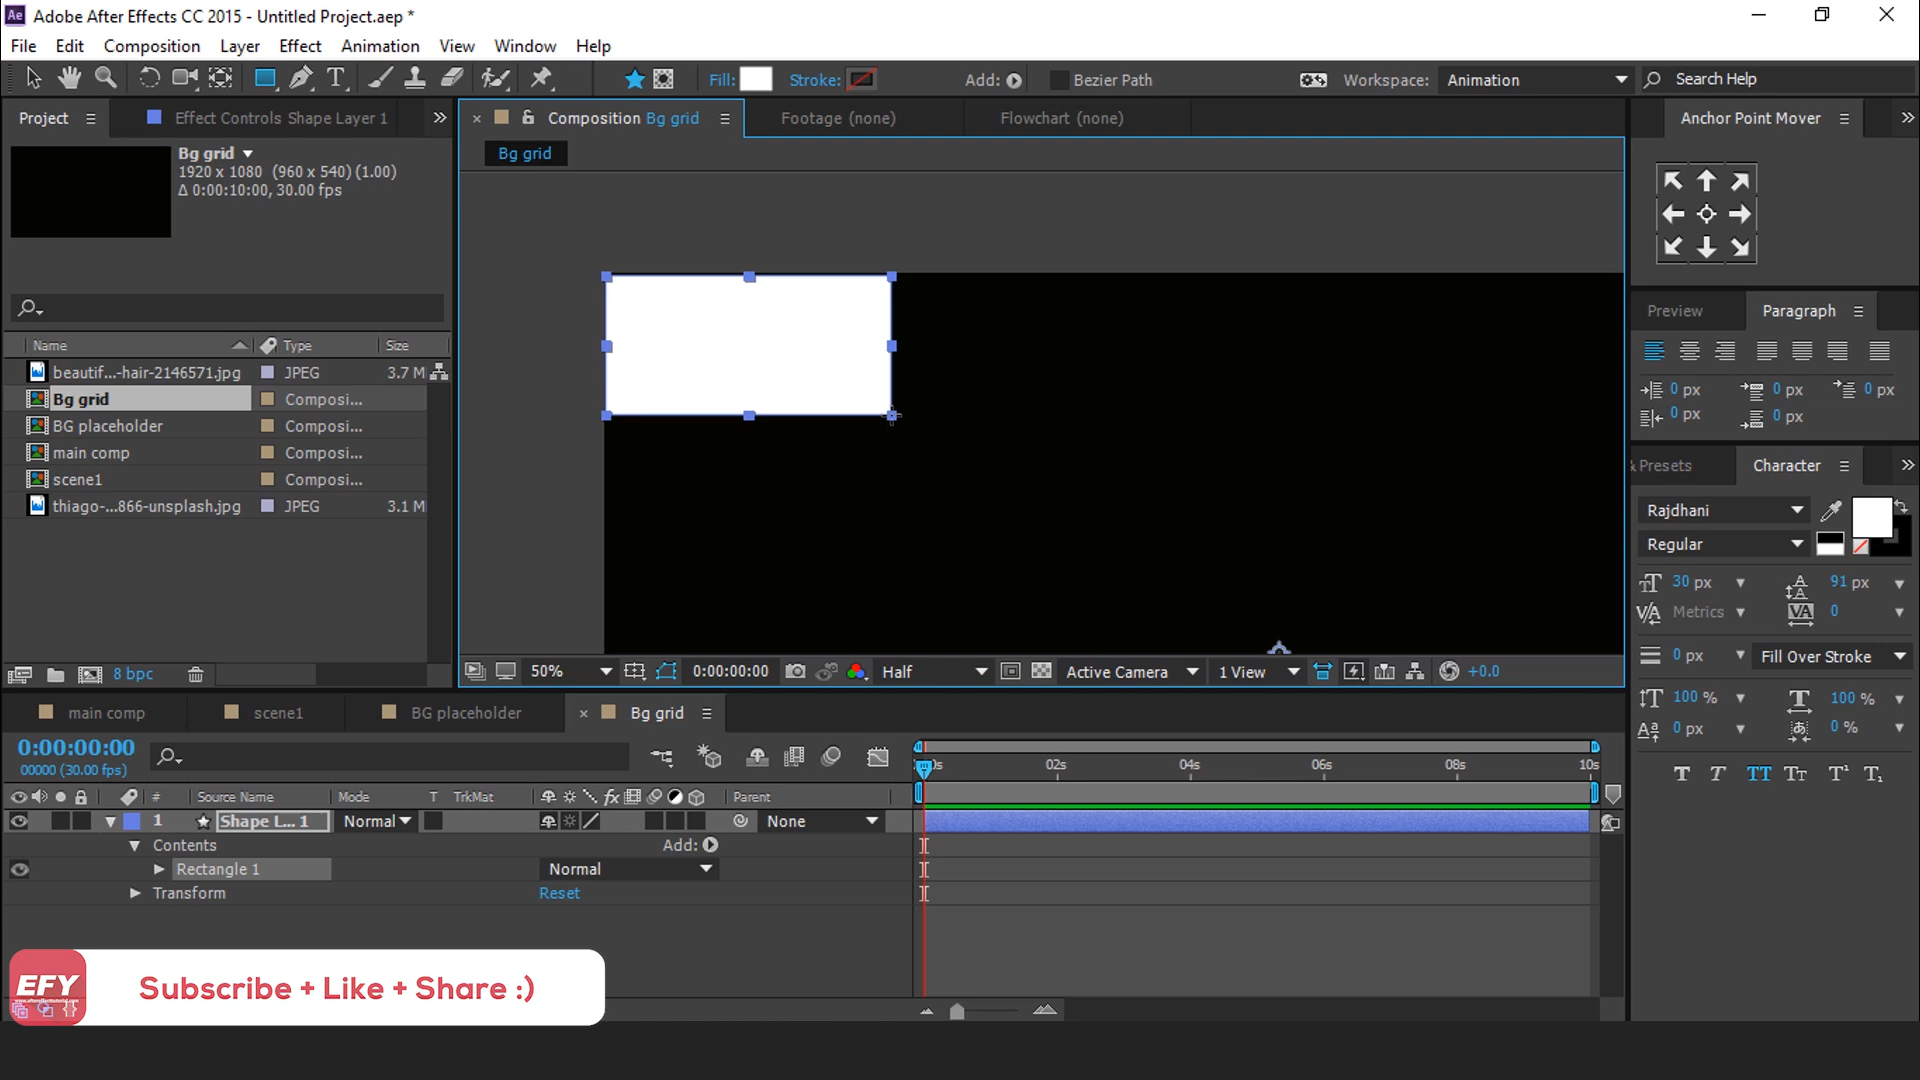 Ae Adobe After Effects CC 2015 - Untitled Project.aep *
File Edit Composition Layer Effect Animation View Window Help
Fill: Stroke: Add: Bezier Path Workspace: Animation Search Help
Project Effect Controls Shape Layer 1
Composition Bg grid Footage (none) Flowchart (none)
Anchor Point Mover
Bg grid
1920 x 1080 (960 x 540) (1.00)
Δ 0:00:10:00, 30.00 fps
Bg grid
Preview Paragraph
0 px 0 px 0 px
0 px 0 px
Name Type Size
beautif...-hair-2146571.jpg JPEG 3.7 M
Bg grid Composi...
BG placeholder Composi...
main comp Composi...
scene1 Composi...
thiago-...866-unsplash.jpg JPEG 3.1 M
& Presets Character
Rajdhani
Regular
30 px 91 px
Metrics 0
0 px Fill Over Stroke
100 % 100 %
0 px 0 %
T T TT Tr T¹ T₁
8 bpc
50% 0:00:00:00 Half Active Camera 1 View +0.0
main comp scene1 BG placeholder Bg grid
0:00:00:00
00000 (30.00 fps)
0s 02s 04s 06s 08s 10s
# Source Name Mode T TrkMat fx Parent
1 Shape L... 1 Normal None
Contents Add:
Rectangle 1 Normal
Transform Reset
EFY
Subscribe + Like + Share :)